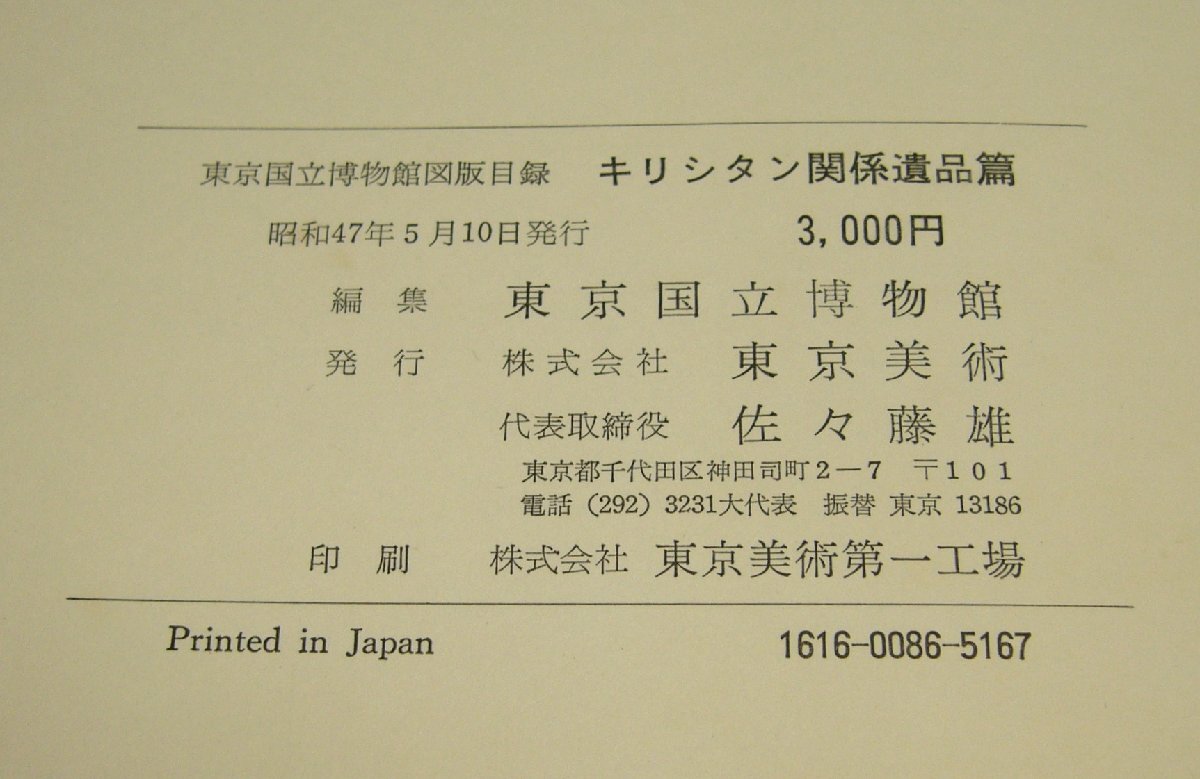 東京国立博物館図版目録 キリシタン関係遺品篇
昭和47年5月10日発行 3,000円
編集 東京国立博物館
発行 株式会社 東京美術
代表取締役 佐々藤雄
東京都千代田区神田司町2－7 〒101
電話 (292) 3231大代表 振替 東京 13186
印刷 株式会社 東京美術第一工場
Printed in Japan 1616-0086-5167